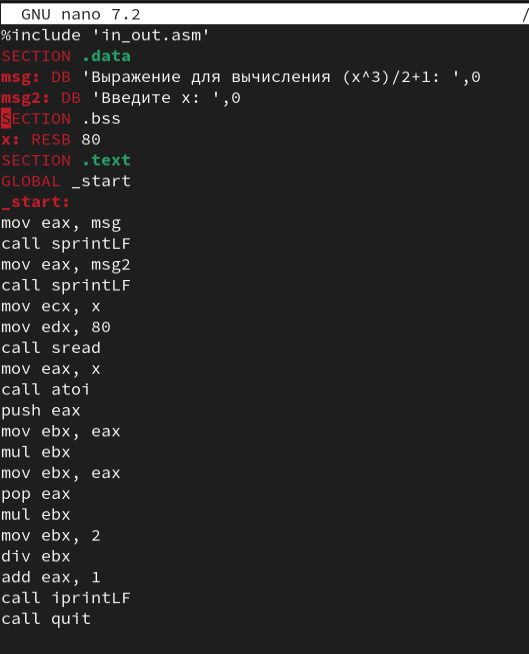 GNU nano 7.2 /
%include 'in_out.asm'
SECTION .data
msg: DB 'Выражение для вычисления (x^3)/2+1: ',0
msg2: DB 'Введите x: ',0
SECTION .bss
x: RESB 80
SECTION .text
GLOBAL _start
_start:
mov eax, msg
call sprintLF
mov eax, msg2
call sprintLF
mov ecx, x
mov edx, 80
call sread
mov eax, x
call atoi
push eax
mov ebx, eax
mul ebx
mov ebx, eax
pop eax
mul ebx
mov ebx, 2
div ebx
add eax, 1
call iprintLF
call quit